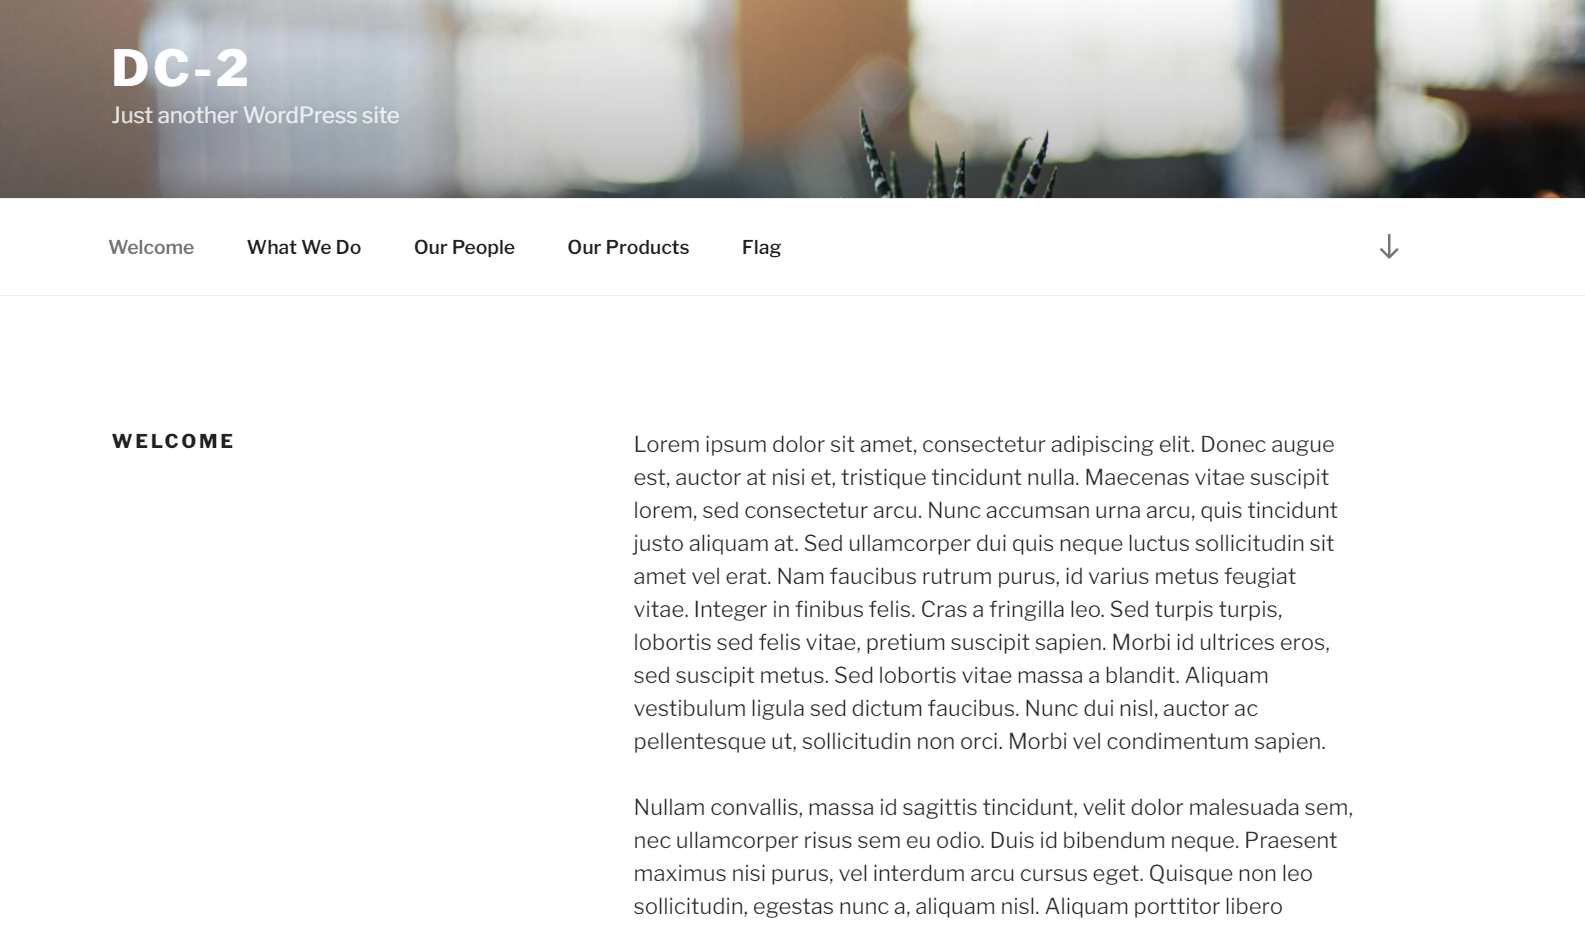 DC-2
Just another WordPress site
Welcome
What We Do
Our People
Our Products
Flag
WELCOME
Lorem ipsum dolor sit amet, consectetur adipiscing elit. Donec augue
est, auctor at nisi et, tristique tincidunt nulla. Maecenas vitae suscipit
lorem, sed consectetur arcu. Nunc accumsan urna arcu, quis tincidunt
justo aliquam at. Sed ullamcorper dui quis neque luctus sollicitudin sit
amet vel erat. Nam faucibus rutrum purus, id varius metus feugiat
vitae. Integer in finibus felis. Cras a fringilla leo. Sed turpis turpis,
lobortis sed felis vitae, pretium suscipit sapien. Morbi id ultrices eros,
sed suscipit metus. Sed lobortis vitae massa a blandit. Aliquam
vestibulum ligula sed dictum faucibus. Nunc dui nisl, auctor ac
pellentesque ut, sollicitudin non orci. Morbi vel condimentum sapien.
Nullam convallis, massa id sagittis tincidunt, velit dolor malesuada sem,
nec ullamcorper risus sem eu odio. Duis id bibendum neque. Praesent
maximus nisi purus, vel interdum arcu cursus eget. Quisque non leo
sollicitudin, egestas nunc a, aliquam nisl. Aliquam porttitor libero